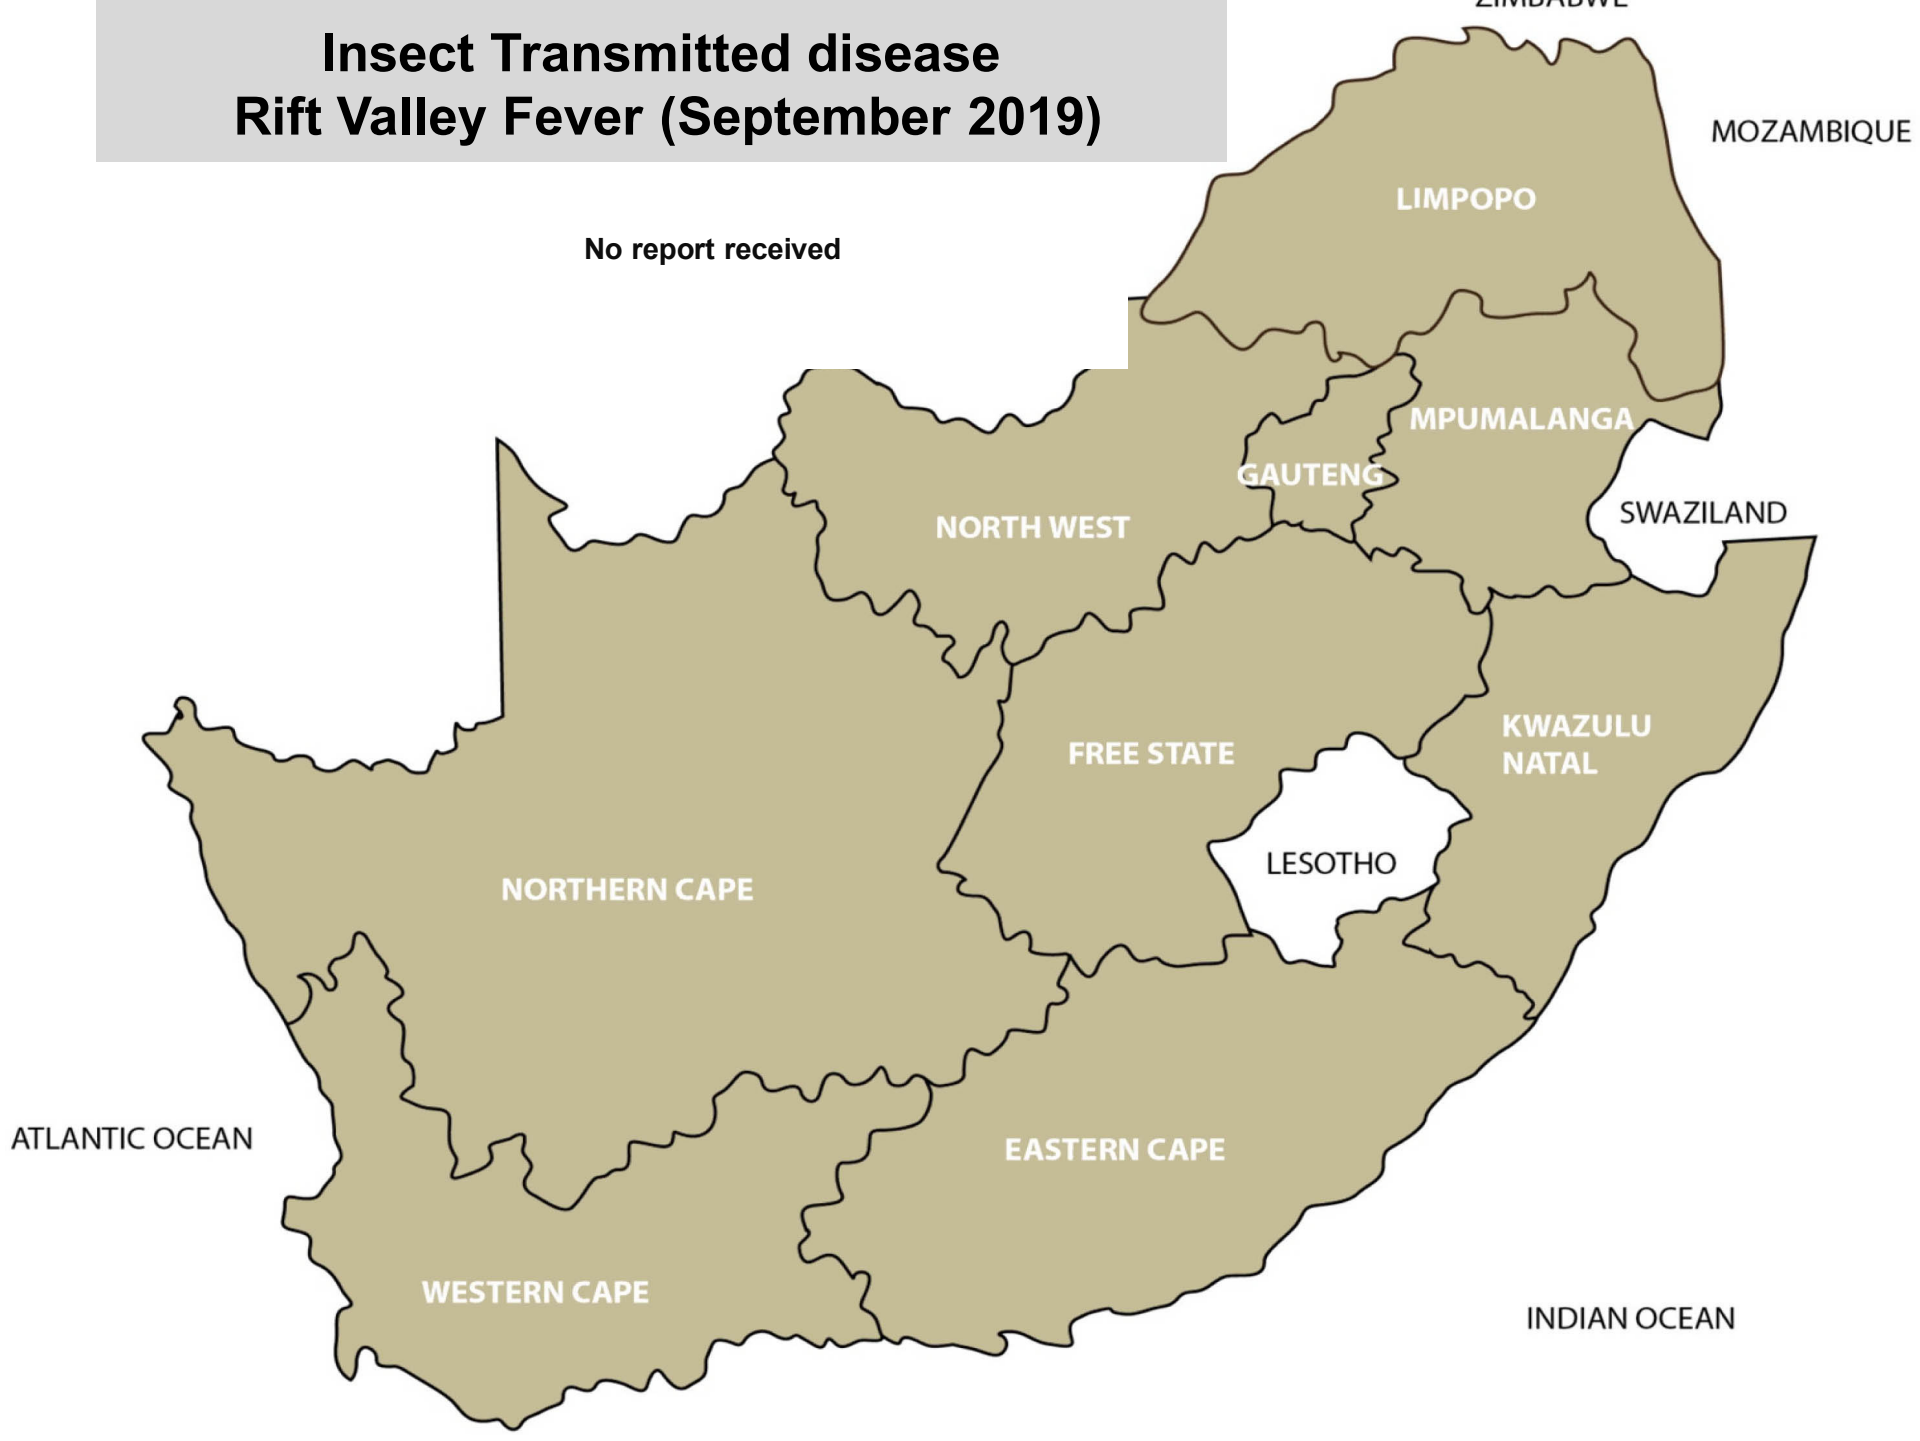 ZIMBABWE
Insect Transmitted disease
Rift Valley Fever (September 2019)
MOZAMBIQUE
LIMPOPO
No report received
MPUMALANGA
GAUTENG
SWAZILAND
NORTH WEST
KWAZULU
NATAL
FREE STATE
LESOTHO
NORTHERN CAPE
ATLANTIC OCEAN
EASTERN CAPE
WESTERN CAPE
INDIAN OCEAN